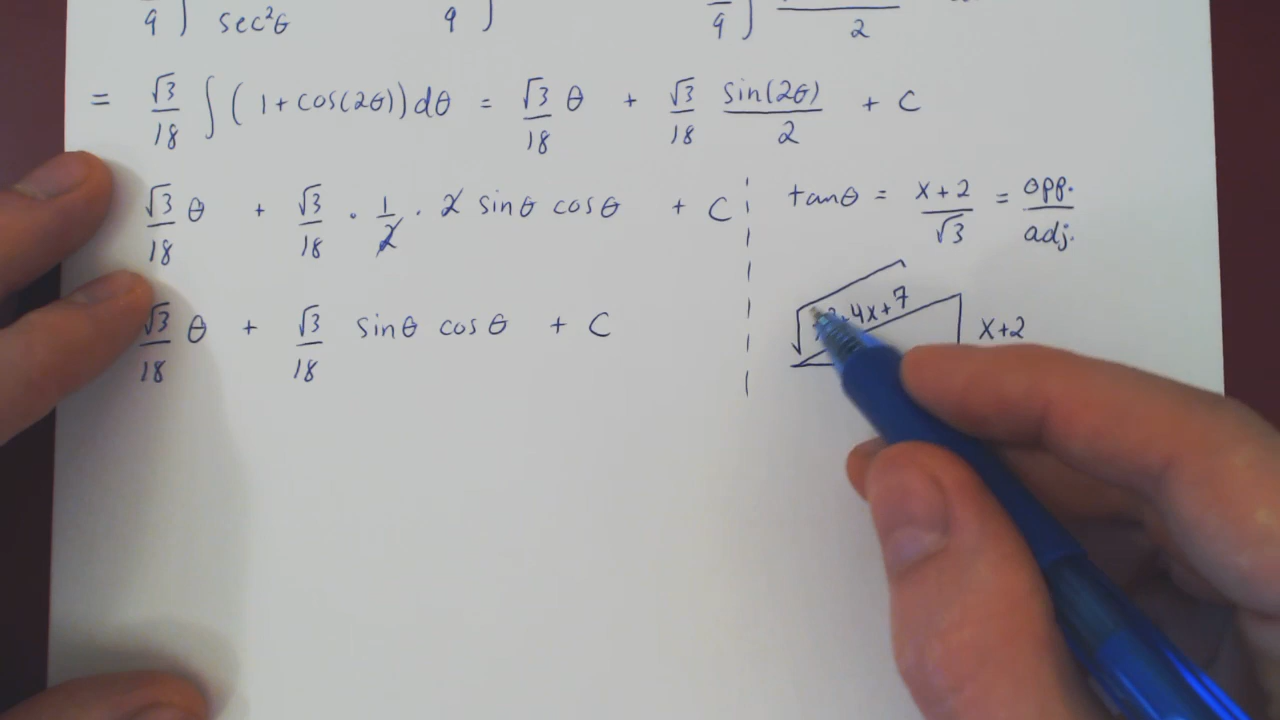 9 ∫ sec²θ 9 ∫ 9 ∫ 2
= √3/18 ∫ (1 + cos(2θ)) dθ = √3/18 θ + √3/18 sin(2θ)/2 + C
√3/18 θ + √3/18 · 1/2 · 2 sinθ cosθ + C
tanθ = x+2/√3 = opp./adj.
√3/18 θ + √3/18 sinθ cosθ + C
+4x+7
x+2